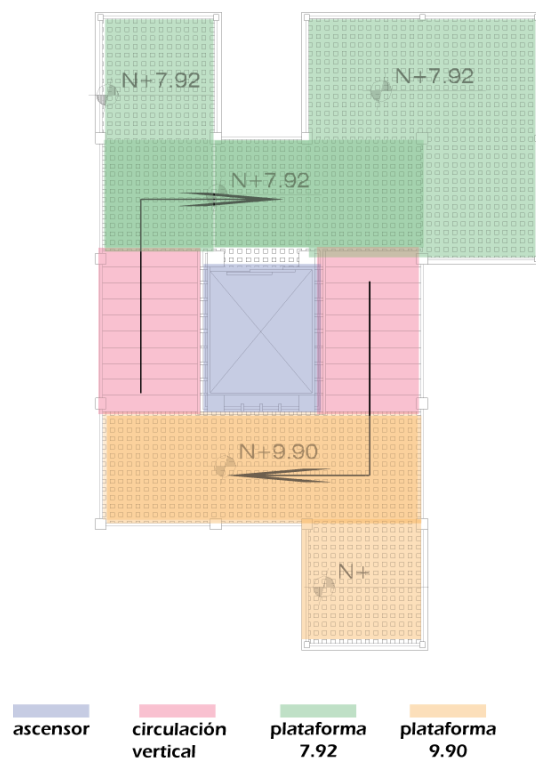 N+7.92
N+7.92
N+7.92
N+9.90
N+
ascensor
circulación
vertical
plataforma
7.92
plataforma
9.90